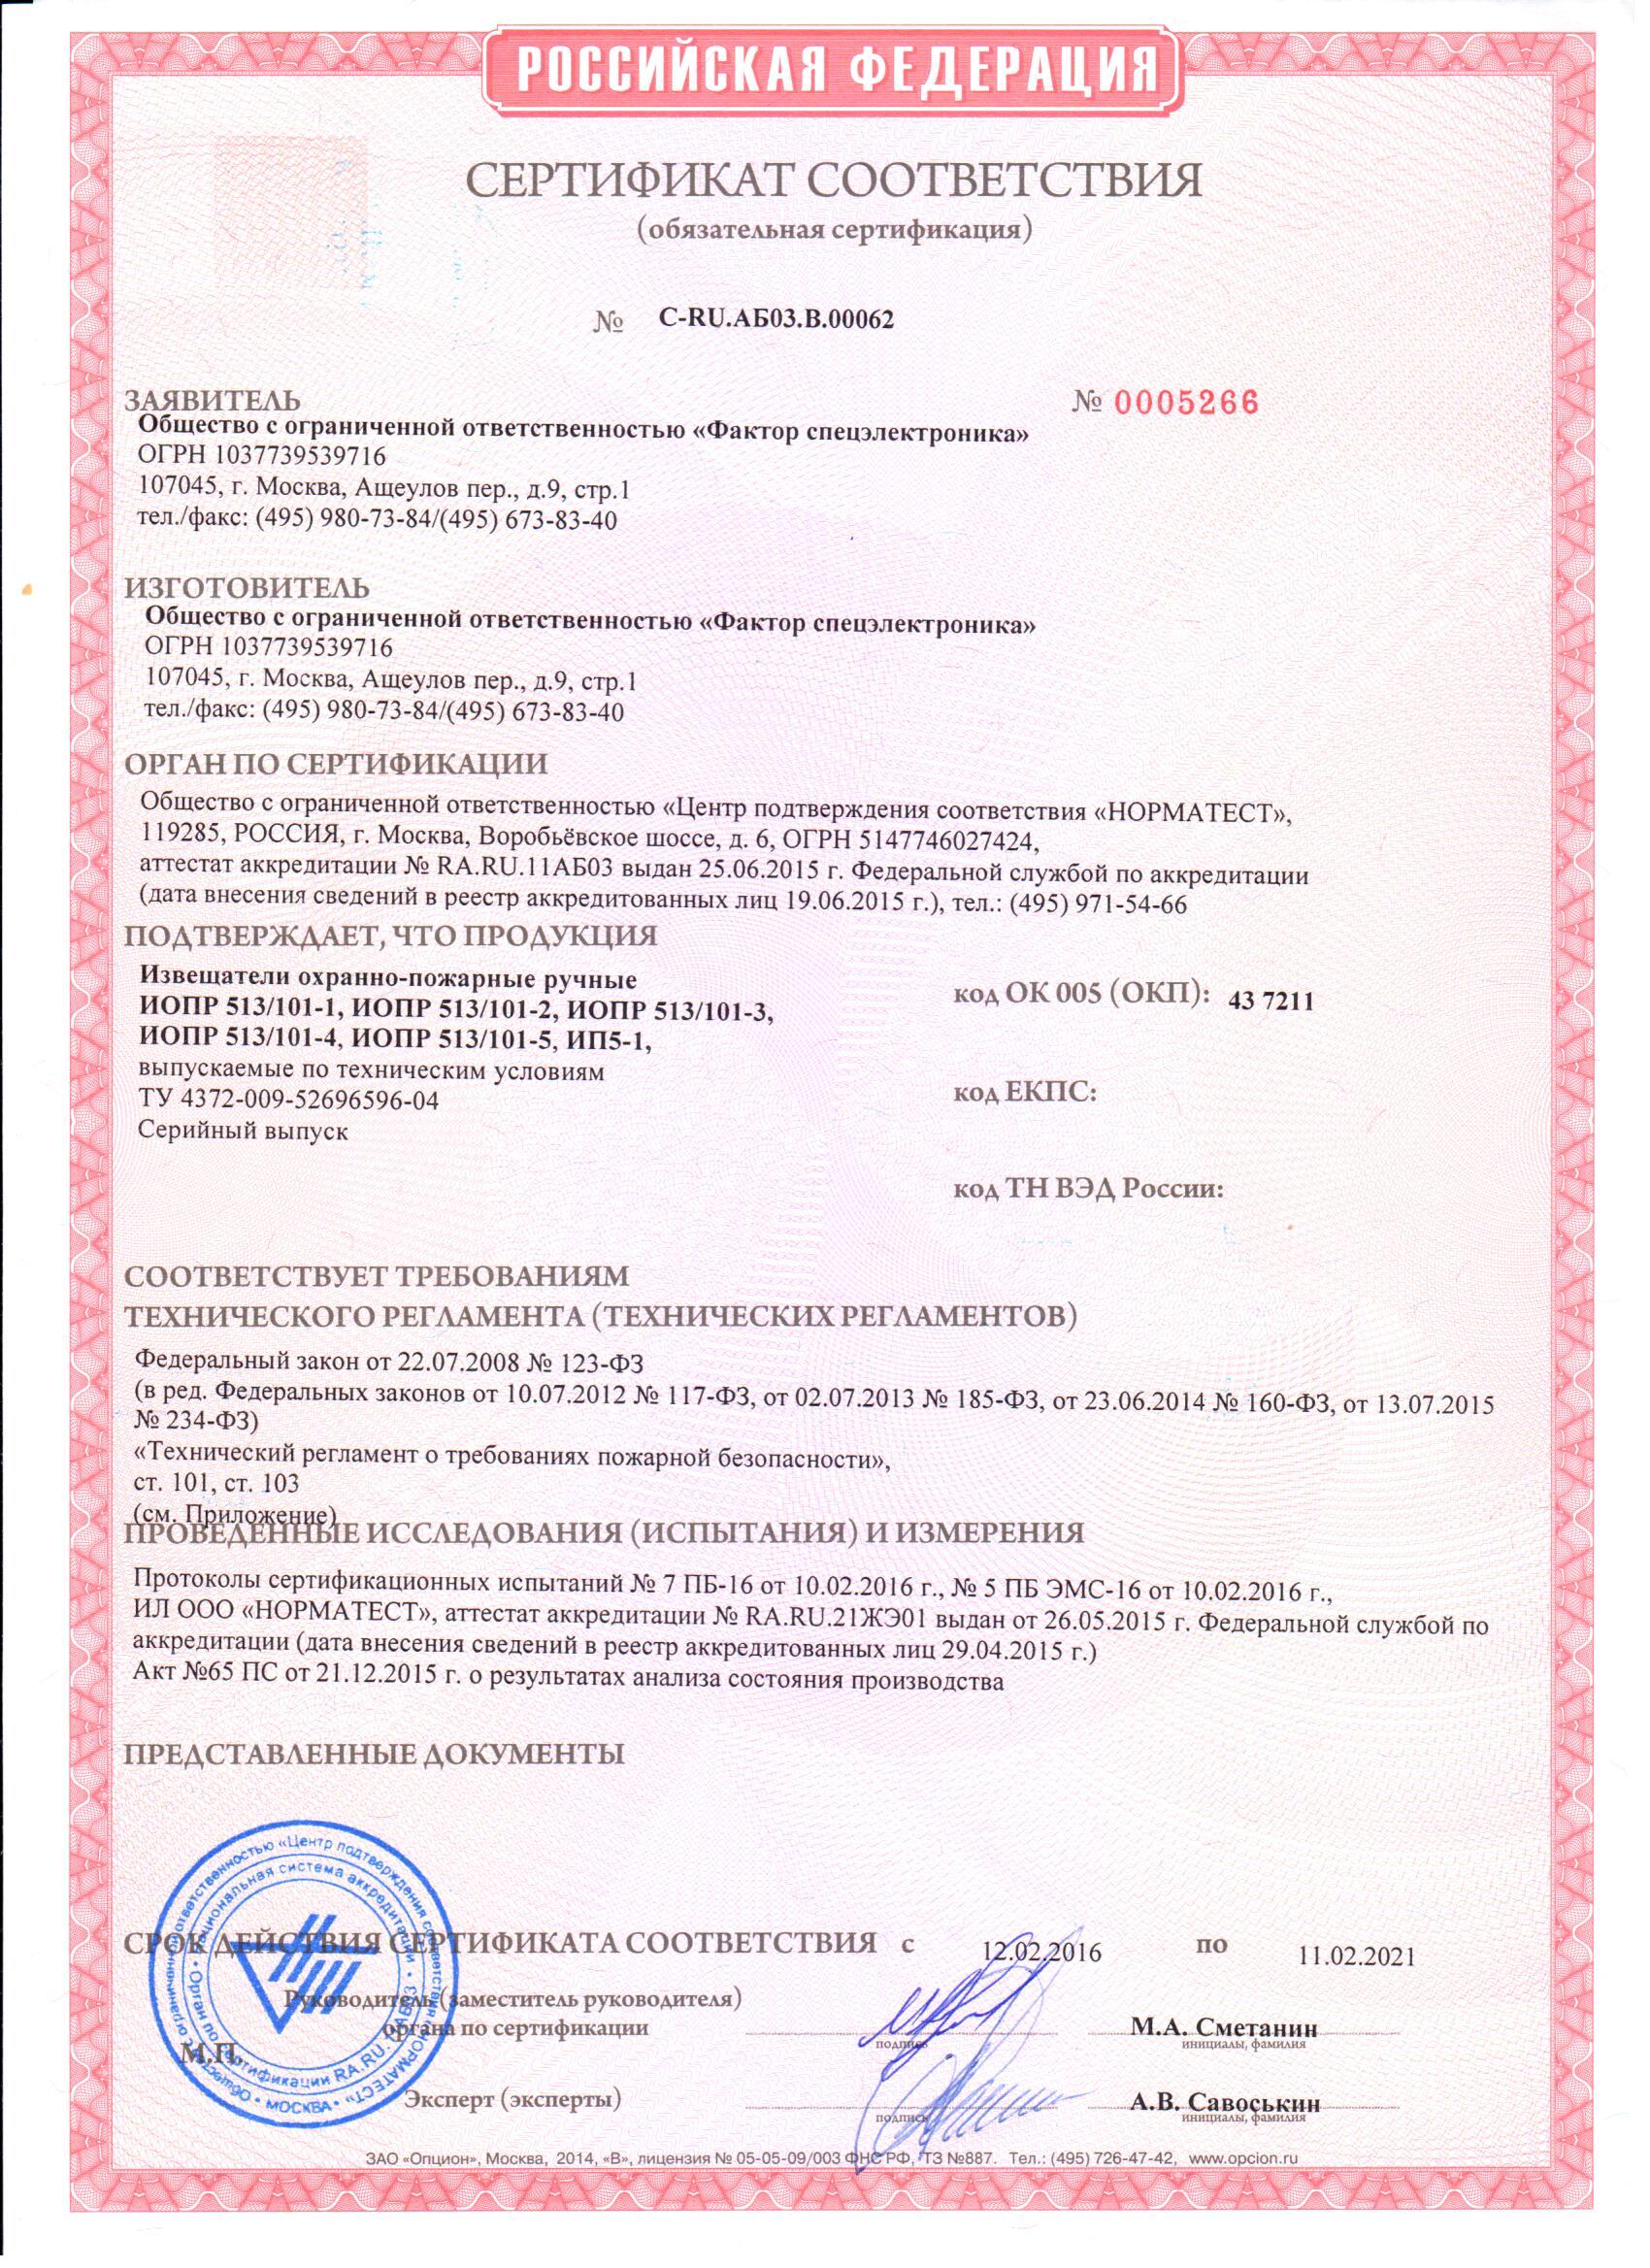 РОССИЙСКАЯ ФЕДЕРАЦИЯ
СЕРТИФИКАТ СООТВЕТСТВИЯ
(обязательная сертификация)
№ C-RU.АБ03.В.00062
ЗАЯВИТЕЛЬ
№ 0005266
Общество с ограниченной ответственностью «Фактор спецэлектроника»
ОГРН 1037739539716
107045, г. Москва, Ащеулов пер., д.9, стр.1
тел./факс: (495) 980-73-84/(495) 673-83-40
ИЗГОТОВИТЕЛЬ
Общество с ограниченной ответственностью «Фактор спецэлектроника»
ОГРН 1037739539716
107045, г. Москва, Ащеулов пер., д.9, стр.1
тел./факс: (495) 980-73-84/(495) 673-83-40
ОРГАН ПО СЕРТИФИКАЦИИ
Общество с ограниченной ответственностью «Центр подтверждения соответствия «НОРМАТЕСТ»,
119285, РОССИЯ, г. Москва, Воробьёвское шоссе, д. 6, ОГРН 5147746027424,
аттестат аккредитации № RA.RU.11АБ03 выдан 25.06.2015 г. Федеральной службой по аккредитации
(дата внесения сведений в реестр аккредитованных лиц 19.06.2015 г.), тел.: (495) 971-54-66
ПОДТВЕРЖДАЕТ, ЧТО ПРОДУКЦИЯ
Извещатели охранно-пожарные ручные
ИОПР 513/101-1, ИОПР 513/101-2, ИОПР 513/101-3,
ИОПР 513/101-4, ИОПР 513/101-5, ИП5-1,
выпускаемые по техническим условиям
ТУ 4372-009-52696596-04
Серийный выпуск
код ОК 005 (ОКП): 43 7211
код ЕКПС:
код ТН ВЭД России:
СООТВЕТСТВУЕТ ТРЕБОВАНИЯМ
ТЕХНИЧЕСКОГО РЕГЛАМЕНТА (ТЕХНИЧЕСКИХ РЕГЛАМЕНТОВ)
Федеральный закон от 22.07.2008 № 123-ФЗ
(в ред. Федеральных законов от 10.07.2012 № 117-ФЗ, от 02.07.2013 № 185-ФЗ, от 23.06.2014 № 160-ФЗ, от 13.07.2015
№ 234-ФЗ)
«Технический регламент о требованиях пожарной безопасности»,
ст. 101, ст. 103
(см. Приложение)
ПРОВЕДЕННЫЕ ИССЛЕДОВАНИЯ (ИСПЫТАНИЯ) И ИЗМЕРЕНИЯ
Протоколы сертификационных испытаний № 7 ПБ-16 от 10.02.2016 г., № 5 ПБ ЭМС-16 от 10.02.2016 г.,
ИЛ ООО «НОРМАТЕСТ», аттестат аккредитации № RA.RU.21ЖЭ01 выдан от 26.05.2015 г. Федеральной службой по
аккредитации (дата внесения сведений в реестр аккредитованных лиц 29.04.2015 г.)
Акт №65 ПС от 21.12.2015 г. о результатах анализа состояния производства
ПРЕДСТАВЛЕННЫЕ ДОКУМЕНТЫ
СРОК ДЕЙСТВИЯ СЕРТИФИКАТА СООТВЕТСТВИЯ с 12.02.2016 по 11.02.2021
Руководитель (заместитель руководителя)
органа по сертификации
подпись
М.А. Сметанин
инициалы, фамилия
М.П.
Эксперт (эксперты)
подпись
А.В. Савоськин
инициалы, фамилия
Общество с ограниченной ответственностью «Центр подтверждения соответствия «НОРМАТЕСТ» • МОСКВА •
Национальная система аккредитации • Орган по сертификации RA.RU.11АБ03 •
ЗАО «Опцион», Москва, 2014, «В», лицензия № 05-05-09/003 ФНС РФ, ТЗ №887. Тел.: (495) 726-47-42, www.opcion.ru